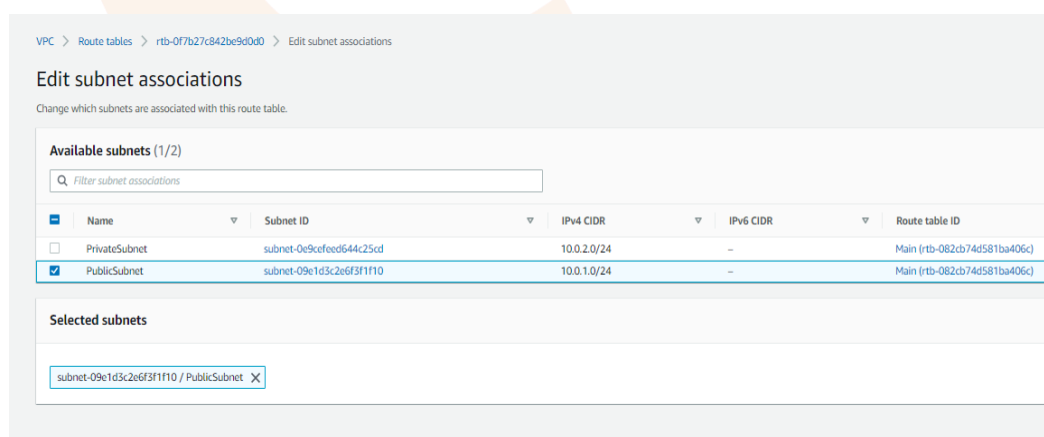 VPC > Route tables > rtb-0f7b27c842be9d0d0 > Edit subnet associations
Edit subnet associations
Change which subnets are associated with this route table.
Available subnets (1/2)
Filter subnet associations
Name Subnet ID IPv4 CIDR IPv6 CIDR Route table ID
PrivateSubnet subnet-0e9cefeed644c25cd 10.0.2.0/24 – Main (rtb-082cb74d581ba406c)
PublicSubnet subnet-09e1d3c2e6f3f1f10 10.0.1.0/24 – Main (rtb-082cb74d581ba406c)
Selected subnets
subnet-09e1d3c2e6f3f1f10 / PublicSubnet